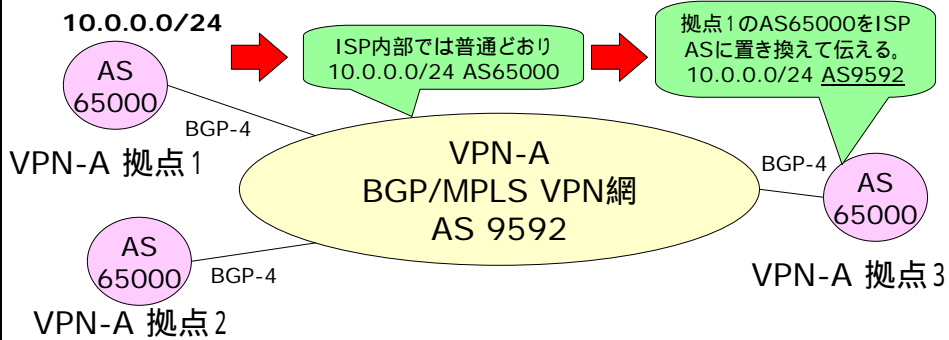 10.0.0.0/24
AS
65000
BGP-4
VPN-A 拠点1
ISP内部では普通どおり
10.0.0.0/24 AS65000
拠点1のAS65000をISP
ASに置き換えて伝える。
10.0.0.0/24 AS9592
VPN-A
BGP/MPLS VPN網
AS 9592
BGP-4
AS
65000
VPN-A 拠点3
AS
65000
BGP-4
VPN-A 拠点2